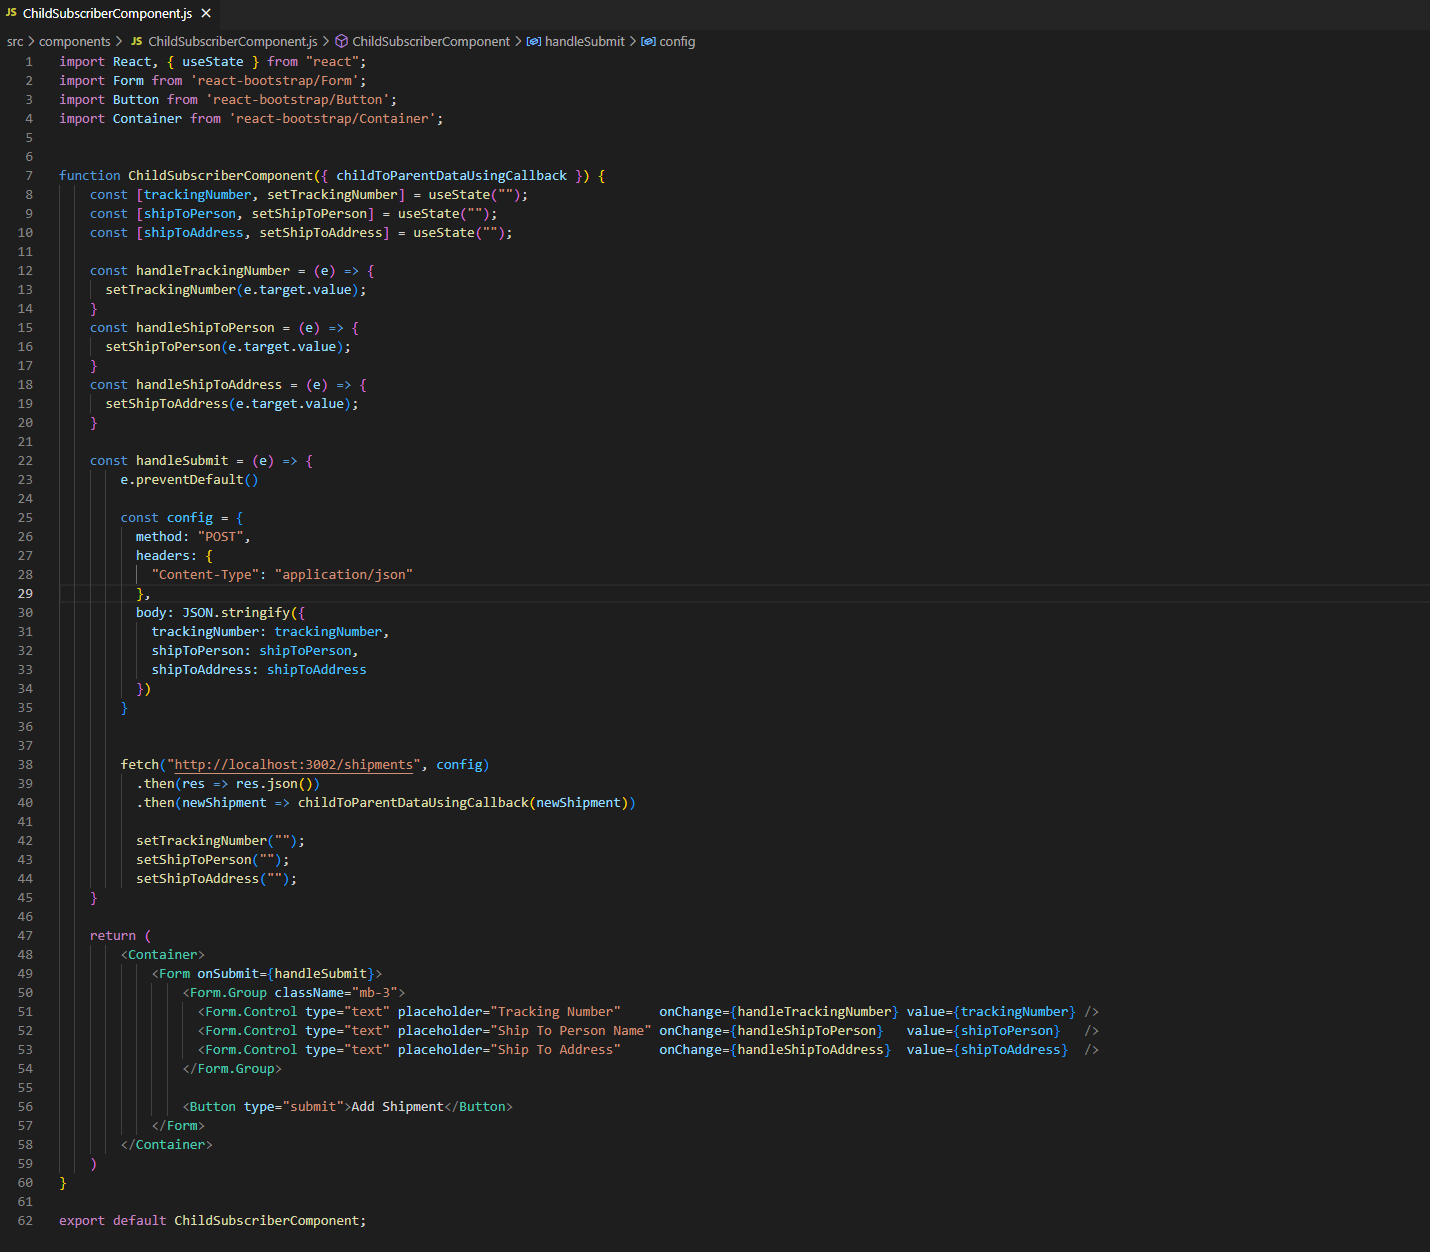 JS ChildSubscriberComponent.js ×
src > components > JS ChildSubscriberComponent.js > ChildSubscriberComponent > handleSubmit > config
1 import React, { useState } from "react";
2 import Form from 'react-bootstrap/Form';
3 import Button from 'react-bootstrap/Button';
4 import Container from 'react-bootstrap/Container';
5
6
7 function ChildSubscriberComponent({ childToParentDataUsingCallback }) {
8     const [trackingNumber, setTrackingNumber] = useState("");
9     const [shipToPerson, setShipToPerson] = useState("");
10     const [shipToAddress, setShipToAddress] = useState("");
11
12     const handleTrackingNumber = (e) => {
13       setTrackingNumber(e.target.value);
14     }
15     const handleShipToPerson = (e) => {
16       setShipToPerson(e.target.value);
17     }
18     const handleShipToAddress = (e) => {
19       setShipToAddress(e.target.value);
20     }
21
22     const handleSubmit = (e) => {
23         e.preventDefault()
24
25         const config = {
26           method: "POST",
27           headers: {
28             "Content-Type": "application/json"
29           },
30           body: JSON.stringify({
31             trackingNumber: trackingNumber,
32             shipToPerson: shipToPerson,
33             shipToAddress: shipToAddress
34           })
35         }
36
37
38         fetch("http://localhost:3002/shipments", config)
39           .then(res => res.json())
40           .then(newShipment => childToParentDataUsingCallback(newShipment))
41
42           setTrackingNumber("");
43           setShipToPerson("");
44           setShipToAddress("");
45     }
46
47     return (
48         <Container>
49             <Form onSubmit={handleSubmit}>
50                 <Form.Group className="mb-3">
51                   <Form.Control type="text" placeholder="Tracking Number"     onChange={handleTrackingNumber} value={trackingNumber} />
52                   <Form.Control type="text" placeholder="Ship To Person Name" onChange={handleShipToPerson}   value={shipToPerson}   />
53                   <Form.Control type="text" placeholder="Ship To Address"     onChange={handleShipToAddress}  value={shipToAddress}  />
54                 </Form.Group>
55
56                 <Button type="submit">Add Shipment</Button>
57             </Form>
58         </Container>
59     )
60 }
61
62 export default ChildSubscriberComponent;